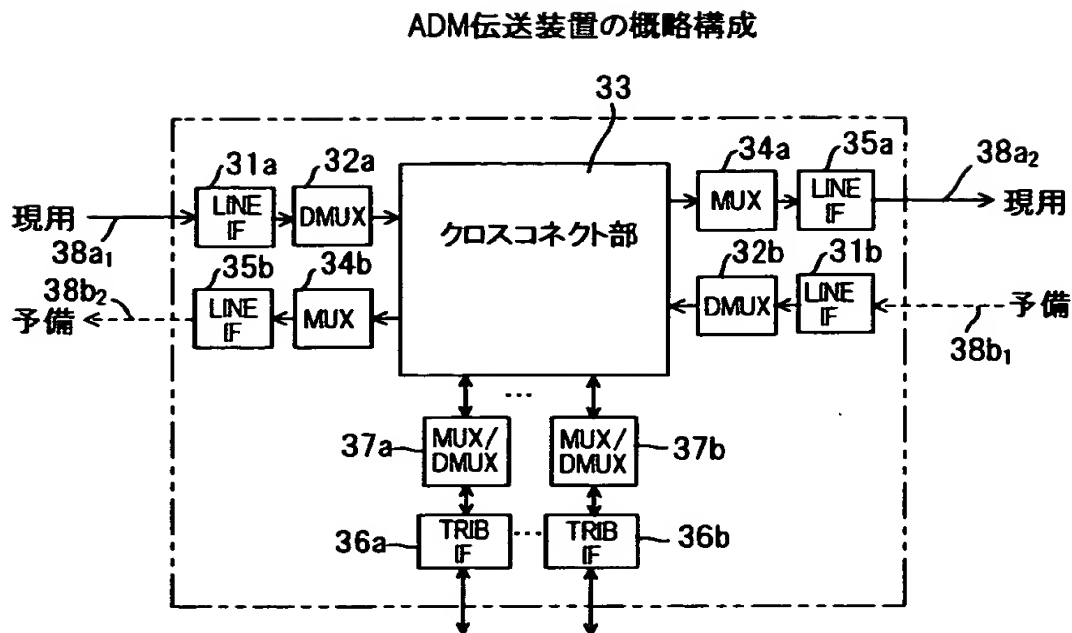 ADM伝送装置の概略構成
33
31a
32a
34a
35a
38a2
現用
LINE
IF
DMUX
クロスコネクト部
MUX
LINE
IF
現用
38a1
35b
34b
32b
31b
38b2
予備
LINE
IF
MUX
DMUX
LINE
IF
予備
38b1
...
37a
MUX/
DMUX
MUX/
DMUX
37b
36a
TRIB
IF
...
TRIB
IF
36b